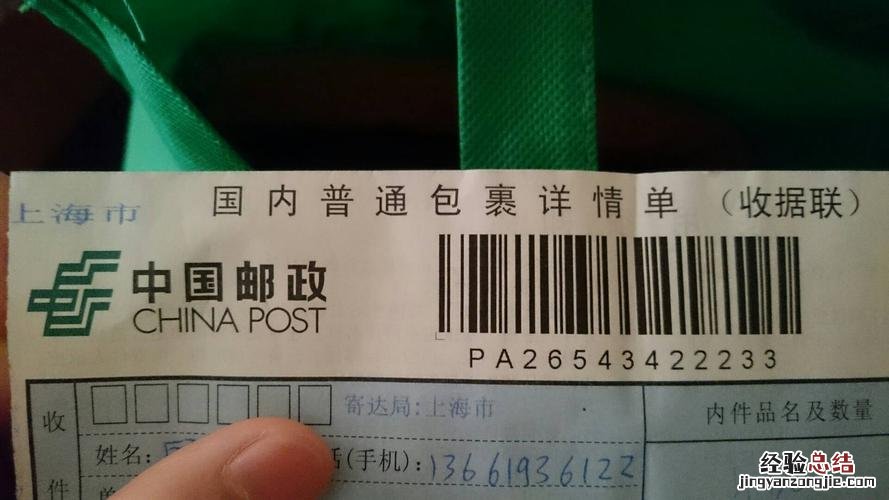 上海市 国内普通包裹详情单（收据联）
中国邮政
CHINA POST
PA26543422233
收 寄达局:上海市 内件品名及数量
姓名: (手机): 13661936122
件
经验总结
jingyanzongjie.com